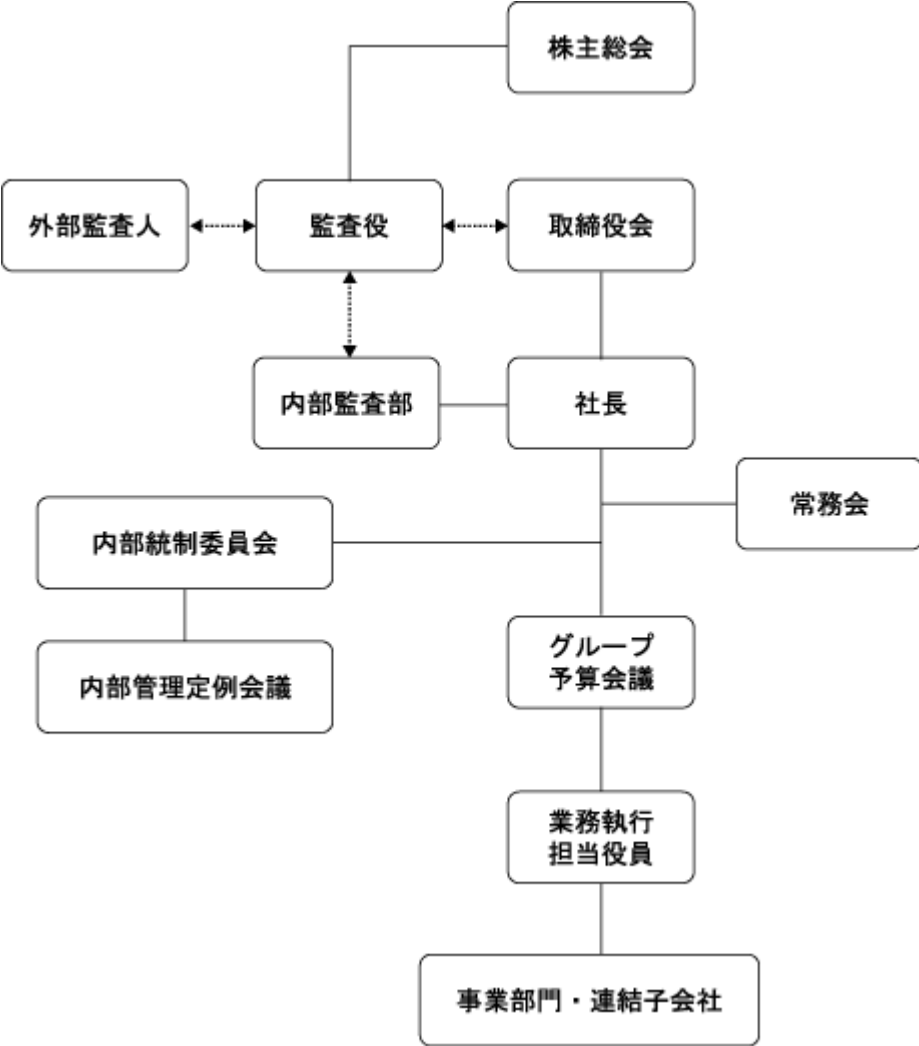 株主総会
外部監査人
監査役
取締役会
内部監査部
社長
常務会
内部統制委員会
グループ
予算会議
内部管理定例会議
業務執行
担当役員
事業部門・連結子会社